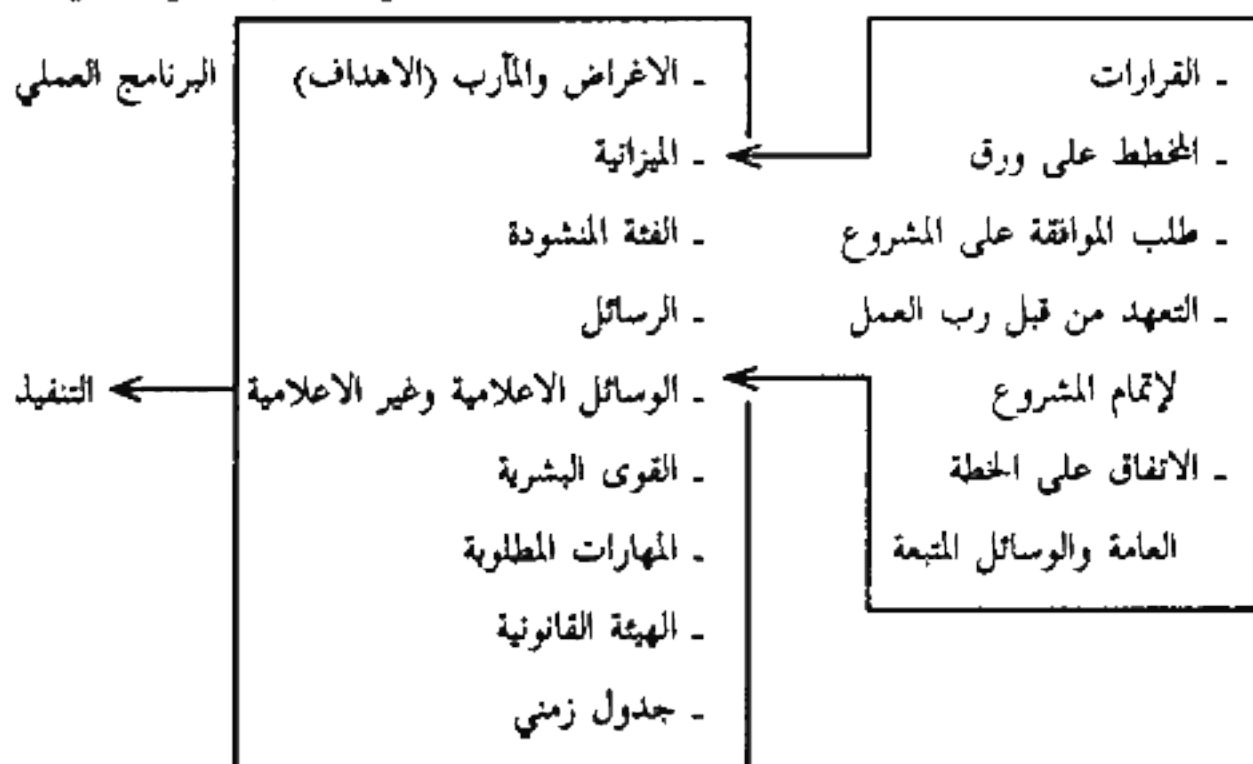 - القرارات
- المخطط على ورق
- طلب الموافقة على المشروع
- التعهد من قبل رب العمل
لإتمام المشروع
- الاتفاق على الخطة
العامة والوسائل المتبعة
- الاغراض والمآرب (الاهداف)
- الميزانية
- الفئة المنشودة
- الرسائل
- الوسائل الاعلامية وغير الاعلامية
- القوى البشرية
- المهارات المطلوبة
- الهيئة القانونية
- جدول زمني
البرنامج العملي
التنفيذ